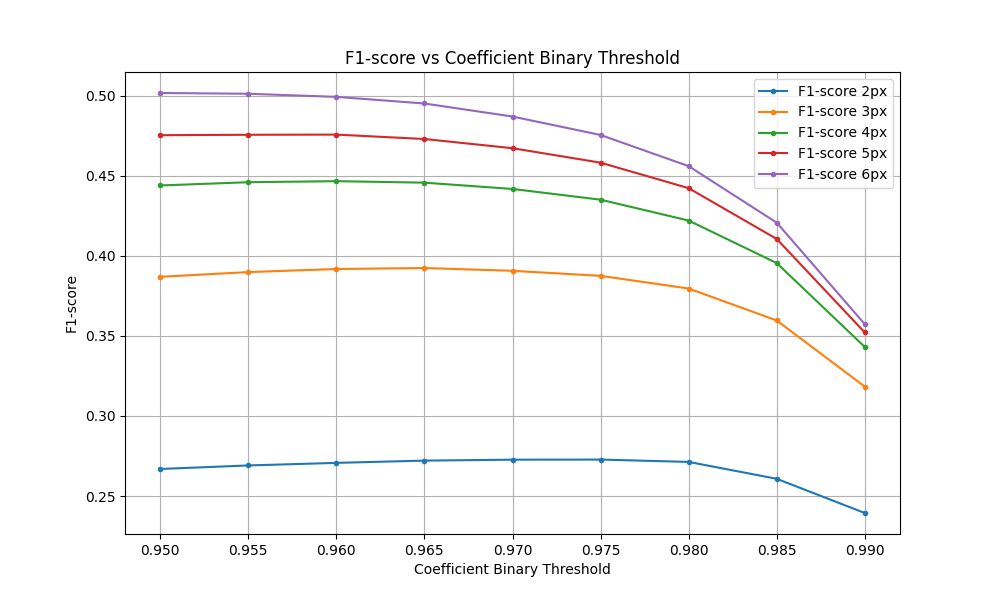 F1-score vs Coefficient Binary Threshold
F1-score 2px
F1-score 3px
F1-score 4px
F1-score 5px
F1-score 6px
0.50
0.45
0.40
0.35
0.30
0.25
F1-score
0.950 0.955 0.960 0.965 0.970 0.975 0.980 0.985 0.990
Coefficient Binary Threshold